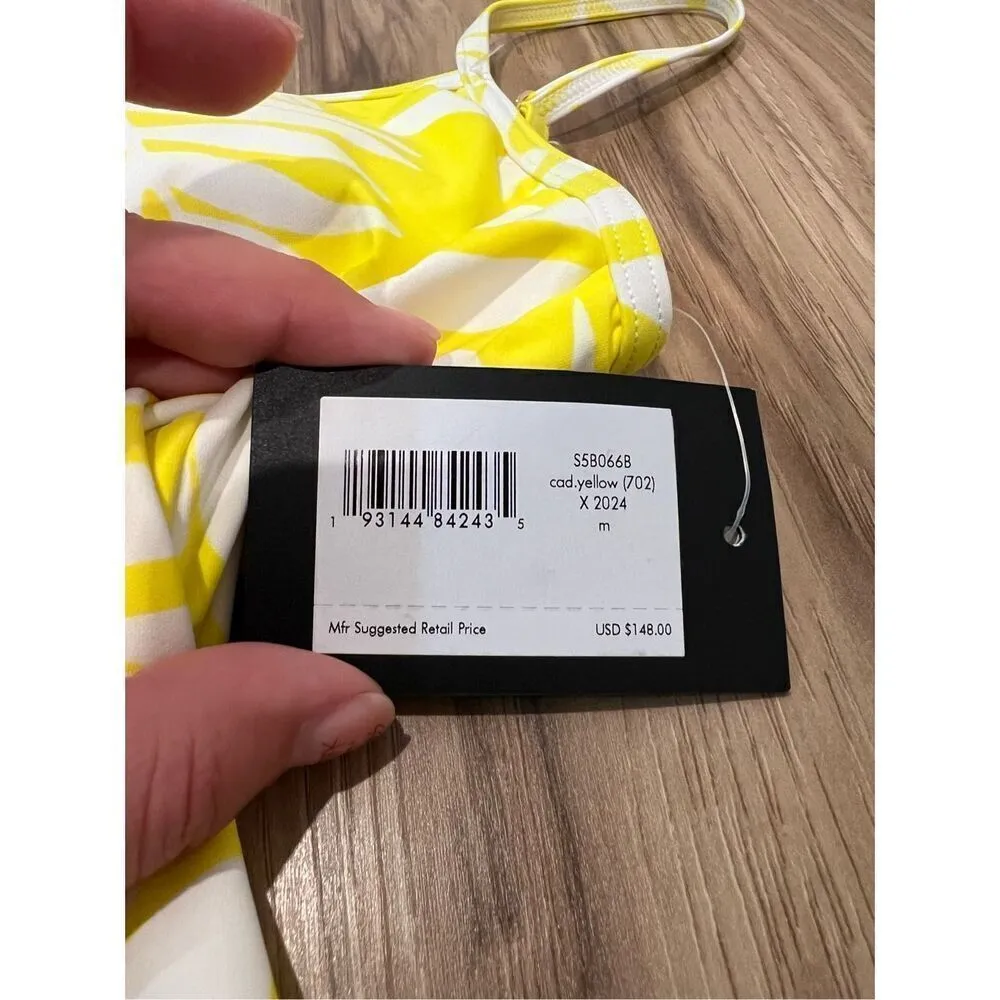 S5B066B
cad.yellow (702)
X 2024
m
1 93144 84243 5
Mfr Suggested Retail Price USD $148.00